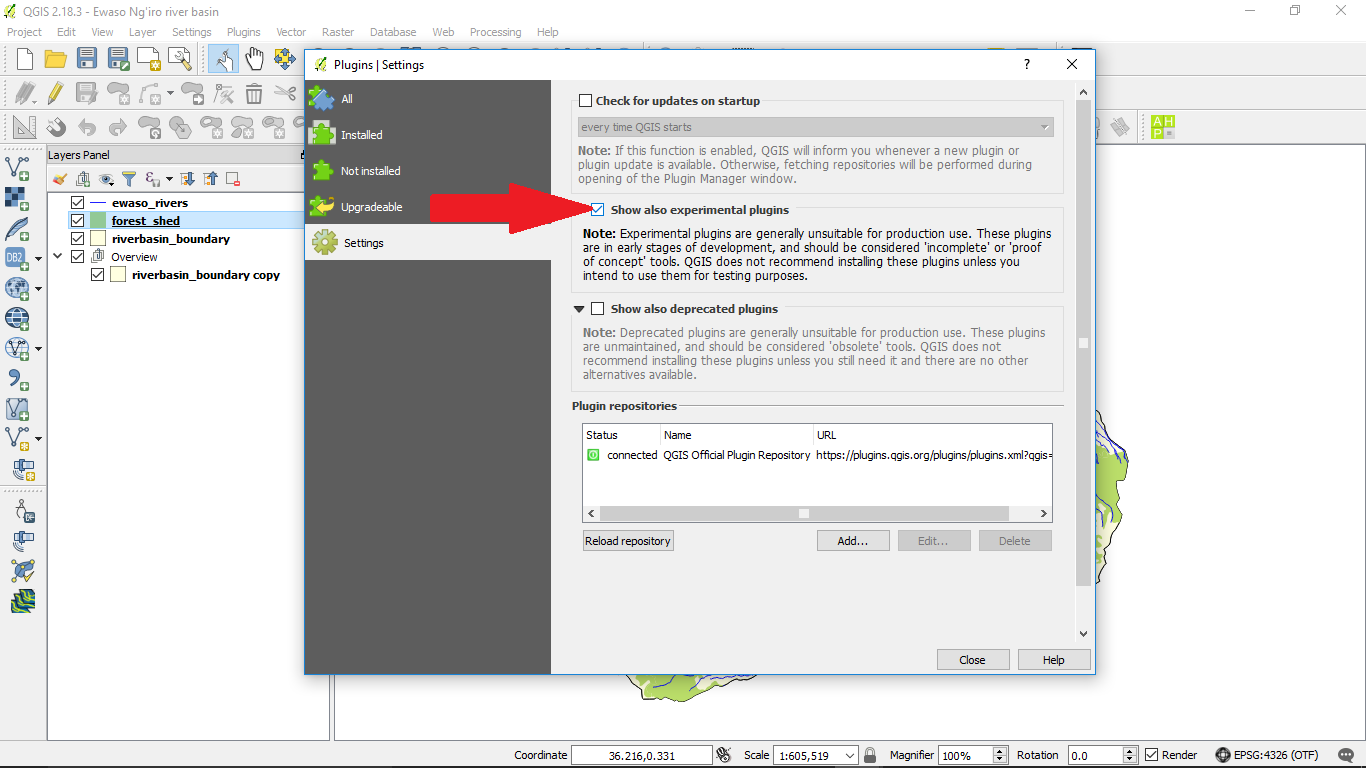 QGIS 2.18.3 - Ewaso Ng'iro river basin
Project Edit View Layer Settings Plugins Vector Raster Database Web Processing Help
Plugins | Settings
?
All
Installed
Not installed
Upgradeable
Settings
Check for updates on startup
every time QGIS starts
Note: If this function is enabled, QGIS will inform you whenever a new plugin or
plugin update is available. Otherwise, fetching repositories will be performed during
opening of the Plugin Manager window.
Show also experimental plugins
Note: Experimental plugins are generally unsuitable for production use. These plugins
are in early stages of development, and should be considered 'incomplete' or 'proof
of concept' tools. QGIS does not recommend installing these plugins unless you
intend to use them for testing purposes.
Show also deprecated plugins
Note: Deprecated plugins are generally unsuitable for production use. These plugins
are unmaintained, and should be considered 'obsolete' tools. QGIS does not
recommend installing these plugins unless you still need it and there are no other
alternatives available.
Plugin repositories
Status Name URL
connected QGIS Official Plugin Repository https://plugins.qgis.org/plugins/plugins.xml?qgis=
Reload repository Add... Edit... Delete
Close Help
Layers Panel
ewaso_rivers
forest_shed
riverbasin_boundary
Overview
riverbasin_boundary copy
DB2
AH
P
Coordinate 36.216,0.331 Scale 1:605,519 Magnifier 100% Rotation 0.0 Render EPSG:4326 (OTF)